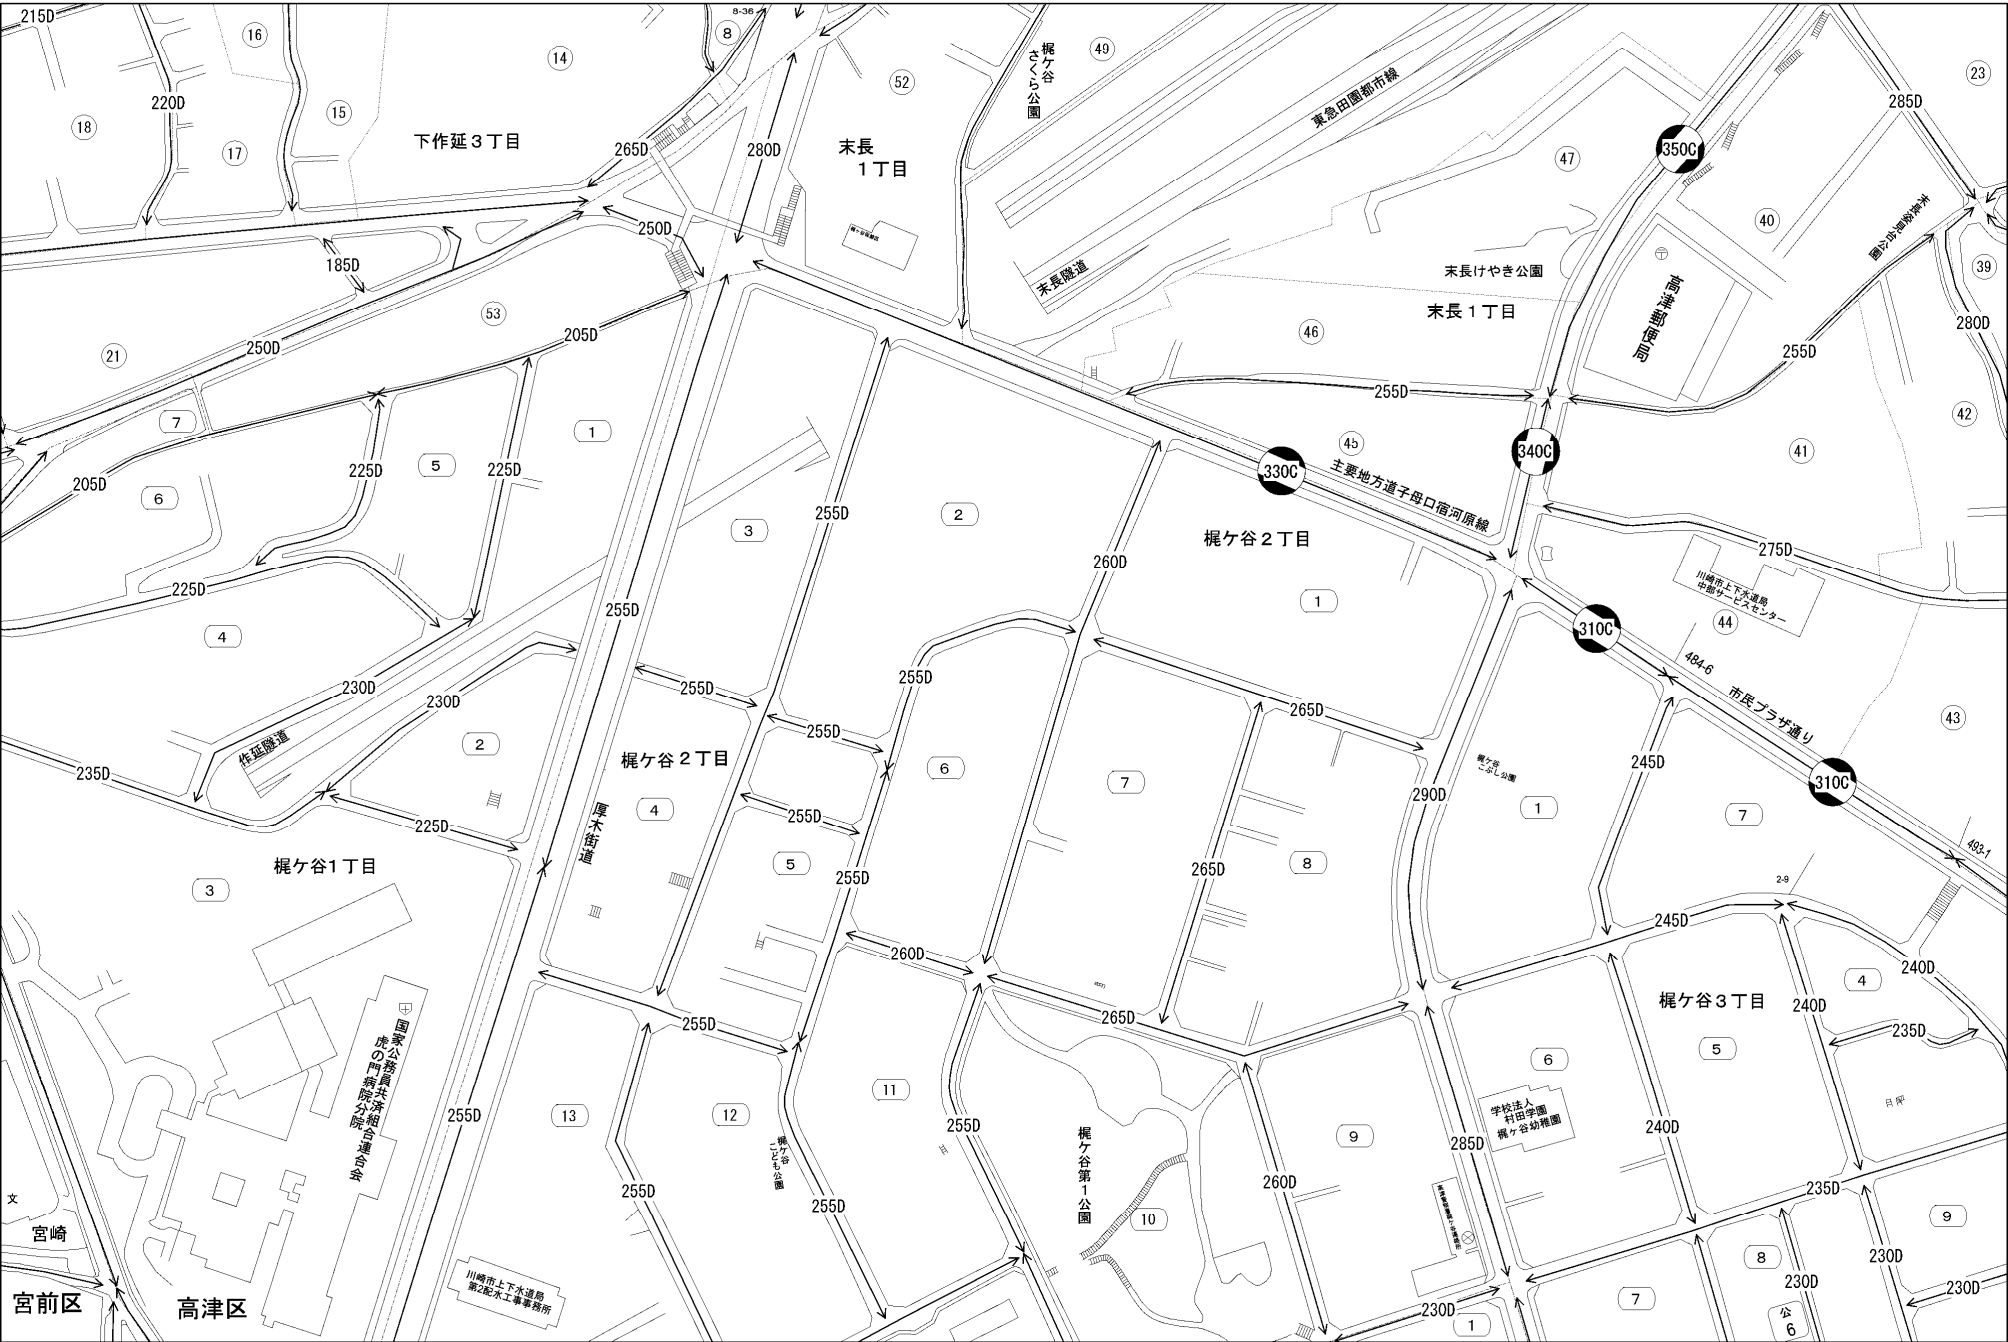 215D
16
14
8-36
8
52
49
梶ケ谷
さくら公園
東急田園都市線
23
285D
220D
18
15
17
下作延3丁目
265D
280D
末長
1丁目
350C
47
40
末長姿見台公園
250D
185D
39
末長隧道
末長けやき公園
高津郵便局
末長1丁目
280D
53
205D
250D
21
46
255D
255D
7
1
45
42
41
5
225D
225D
205D
6
330C
340C
主要地方道子母口宿河原線
2
255D
3
梶ケ谷2丁目
275D
260D
川崎市上下水道局
中部サービスセンター
225D
1
255D
310C
44
4
484-6
市民プラザ通り
255D
255D
230D
230D
265D
43
255D
作延隧道
2
梶ケ谷2丁目
235D
6
7
245D
梶ケ谷
こぶし公園
310C
290D
4
1
7
225D
厚木街道
255D
493-1
梶ケ谷1丁目
5
8
3
255D
265D
2-9
245D
260D
240D
4
梶ケ谷3丁目
240D
265D
255D
235D
国家公務員共済組合連合会
虎の門病院分院
5
6
11
13
12
255D
学校法人
村田学園
梶ヶ谷幼稚園
255D
240D
9
285D
梶ケ谷
こども公園
梶ケ谷第1公園
260D
235D
255D
255D
文
10
9
宮崎
8
230D
230D
230D
川崎市上下水道局
第2配水工事事務所
宮前区
高津区
7
230D
1
公
6